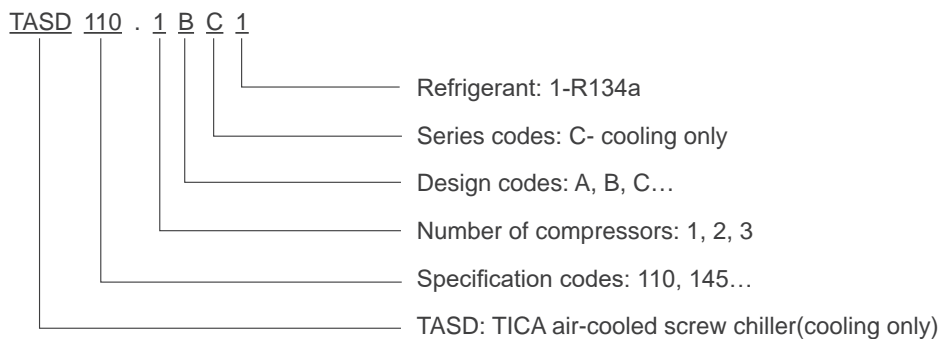 TASD 110 . 1 B C 1
Refrigerant: 1-R134a
Series codes: C- cooling only
Design codes: A, B, C…
Number of compressors: 1, 2, 3
Specification codes: 110, 145…
TASD: TICA air-cooled screw chiller(cooling only)